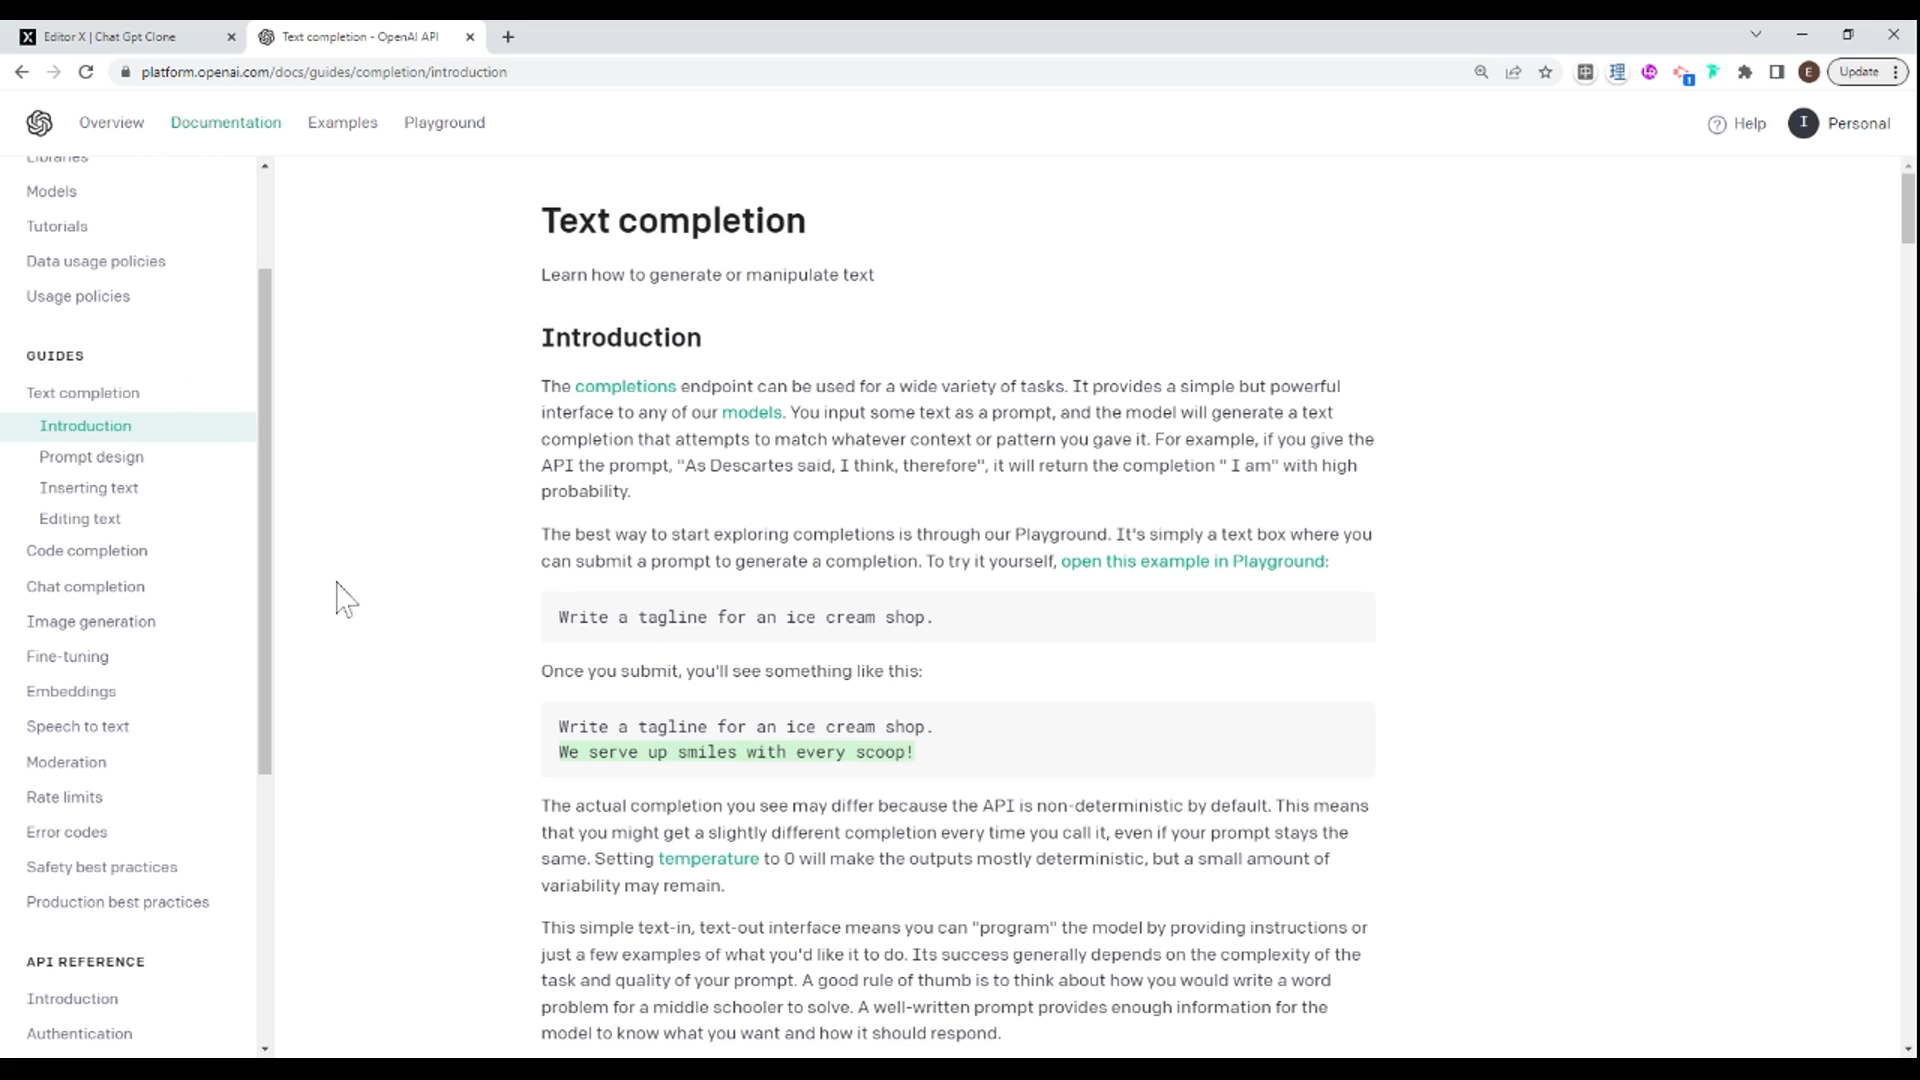 Editor X | Chat Gpt Clone
Text completion - OpenAI API
platform.openai.com/docs/guides/completion/introduction
理
1
E
Update
Overview
Documentation
Examples
Playground
Help
I
Personal
Libraries
Models
Tutorials
Data usage policies
Usage policies
GUIDES
Text completion
Introduction
Prompt design
Inserting text
Editing text
Code completion
Chat completion
Image generation
Fine-tuning
Embeddings
Speech to text
Moderation
Rate limits
Error codes
Safety best practices
Production best practices
API REFERENCE
Introduction
Authentication
Text completion
Learn how to generate or manipulate text
Introduction
The completions endpoint can be used for a wide variety of tasks. It provides a simple but powerful
interface to any of our models. You input some text as a prompt, and the model will generate a text
completion that attempts to match whatever context or pattern you gave it. For example, if you give the
API the prompt, "As Descartes said, I think, therefore", it will return the completion " I am" with high
probability.
The best way to start exploring completions is through our Playground. It's simply a text box where you
can submit a prompt to generate a completion. To try it yourself, open this example in Playground:
Write a tagline for an ice cream shop.
Once you submit, you'll see something like this:
Write a tagline for an ice cream shop.
We serve up smiles with every scoop!
The actual completion you see may differ because the API is non-deterministic by default. This means
that you might get a slightly different completion every time you call it, even if your prompt stays the
same. Setting temperature to 0 will make the outputs mostly deterministic, but a small amount of
variability may remain.
This simple text-in, text-out interface means you can "program" the model by providing instructions or
just a few examples of what you'd like it to do. Its success generally depends on the complexity of the
task and quality of your prompt. A good rule of thumb is to think about how you would write a word
problem for a middle schooler to solve. A well-written prompt provides enough information for the
model to know what you want and how it should respond.